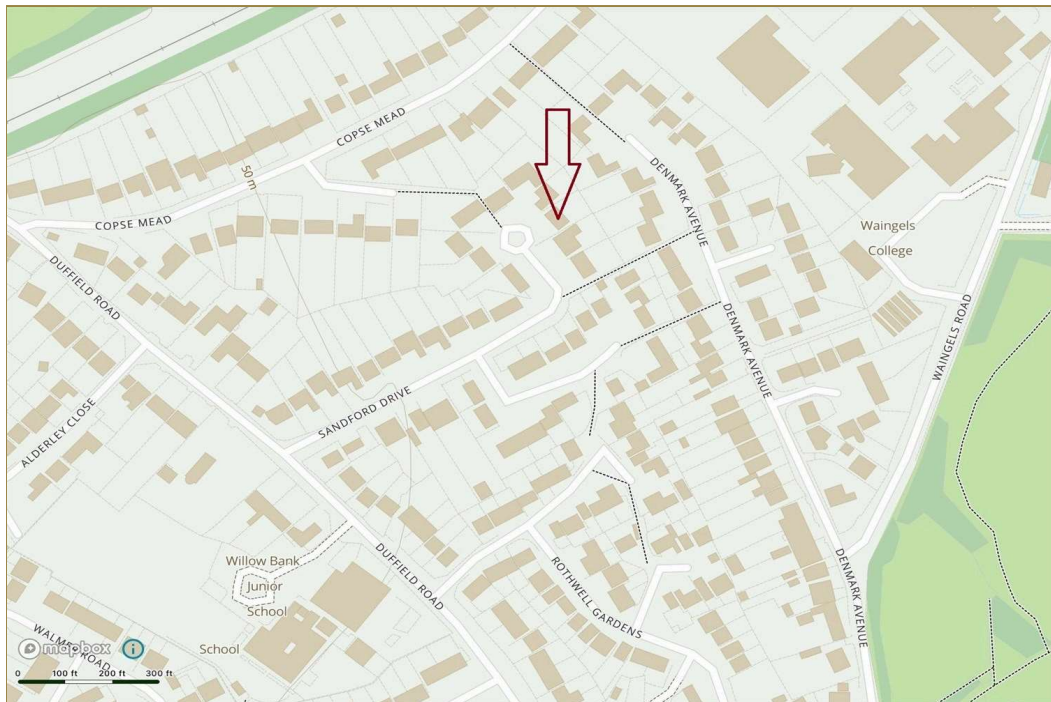 COPSE MEAD
50 m
COPSE MEAD
DENMARK AVENUE
Waingels
College
DUFFIELD ROAD
DENMARK AVENUE
WAINGELS ROAD
SANDFORD DRIVE
ALDERLEY CLOSE
Willow Bank
Junior
School
DUFFIELD ROAD
ROTHWELL GARDENS
DENMARK AVENUE
School
mapbox
i
0 100 ft 200 ft 300 ft